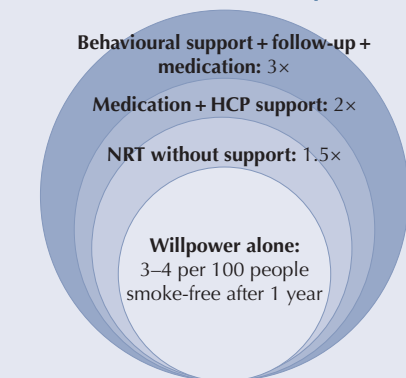 Behavioural support + follow-up +
medication: 3×
Medication + HCP support: 2×
NRT without support: 1.5×
Willpower alone:
3–4 per 100 people
smoke-free after 1 year